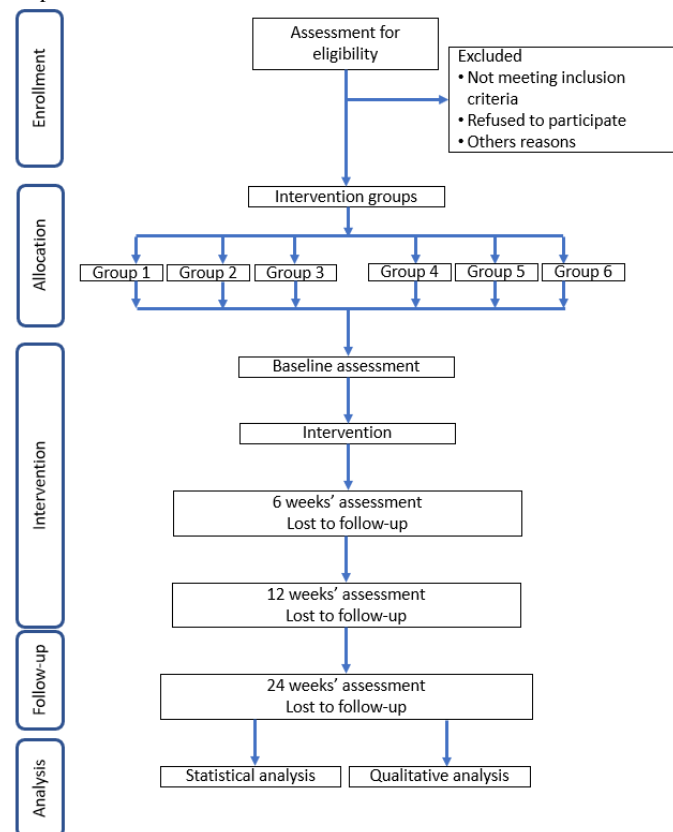 Enrollment
Assessment for
eligibility
Excluded
• Not meeting inclusion
criteria
• Refused to participate
• Others reasons
Allocation
Intervention groups
Group 1
Group 2
Group 3
Group 4
Group 5
Group 6
Intervention
Baseline assessment
Intervention
6 weeks’ assessment
Lost to follow-up
12 weeks’ assessment
Lost to follow-up
Follow-up
24 weeks’ assessment
Lost to follow-up
Analysis
Statistical analysis
Qualitative analysis